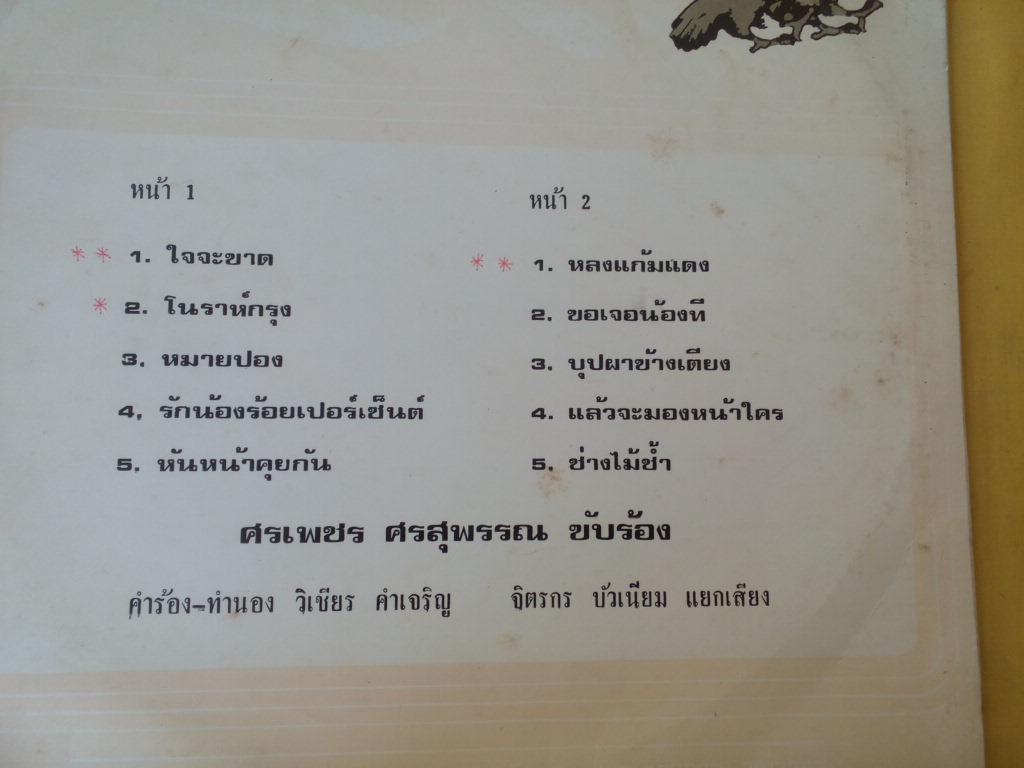 หน้า 1
** 1. ใจจะขาด
* 2. โนราห์กรุง
3. หมายปอง
4, รักน้องร้อยเปอร์เซ็นต์
5. หันหน้าคุยกัน
หน้า 2
** 1. หลงแก้มแดง
2. ขอเจอน้องที
3. บุปผาข้างเตียง
4. แล้วจะมองหน้าใคร
5. ช่างไม้ช้ำ
ศรเพชร ศรสุพรรณ ขับร้อง
คำร้อง-ทำนอง วิเชียร คำเจริญ จิตรกร บัวเนียม แยกเสียง